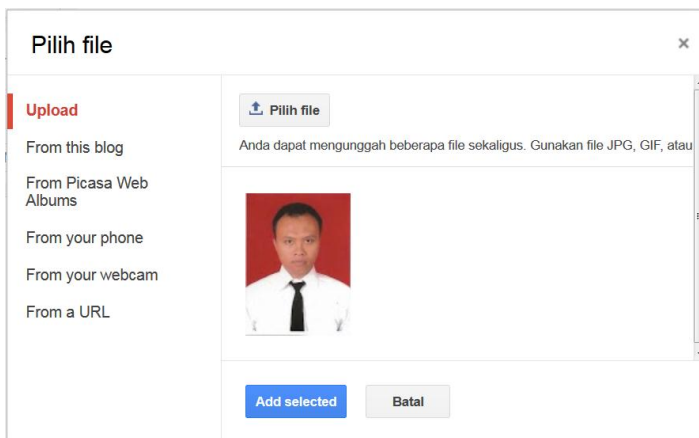 Pilih file
×
Upload
From this blog
From Picasa Web
Albums
From your phone
From your webcam
From a URL
Pilih file
Anda dapat mengunggah beberapa file sekaligus. Gunakan file JPG, GIF, atau
Add selected
Batal